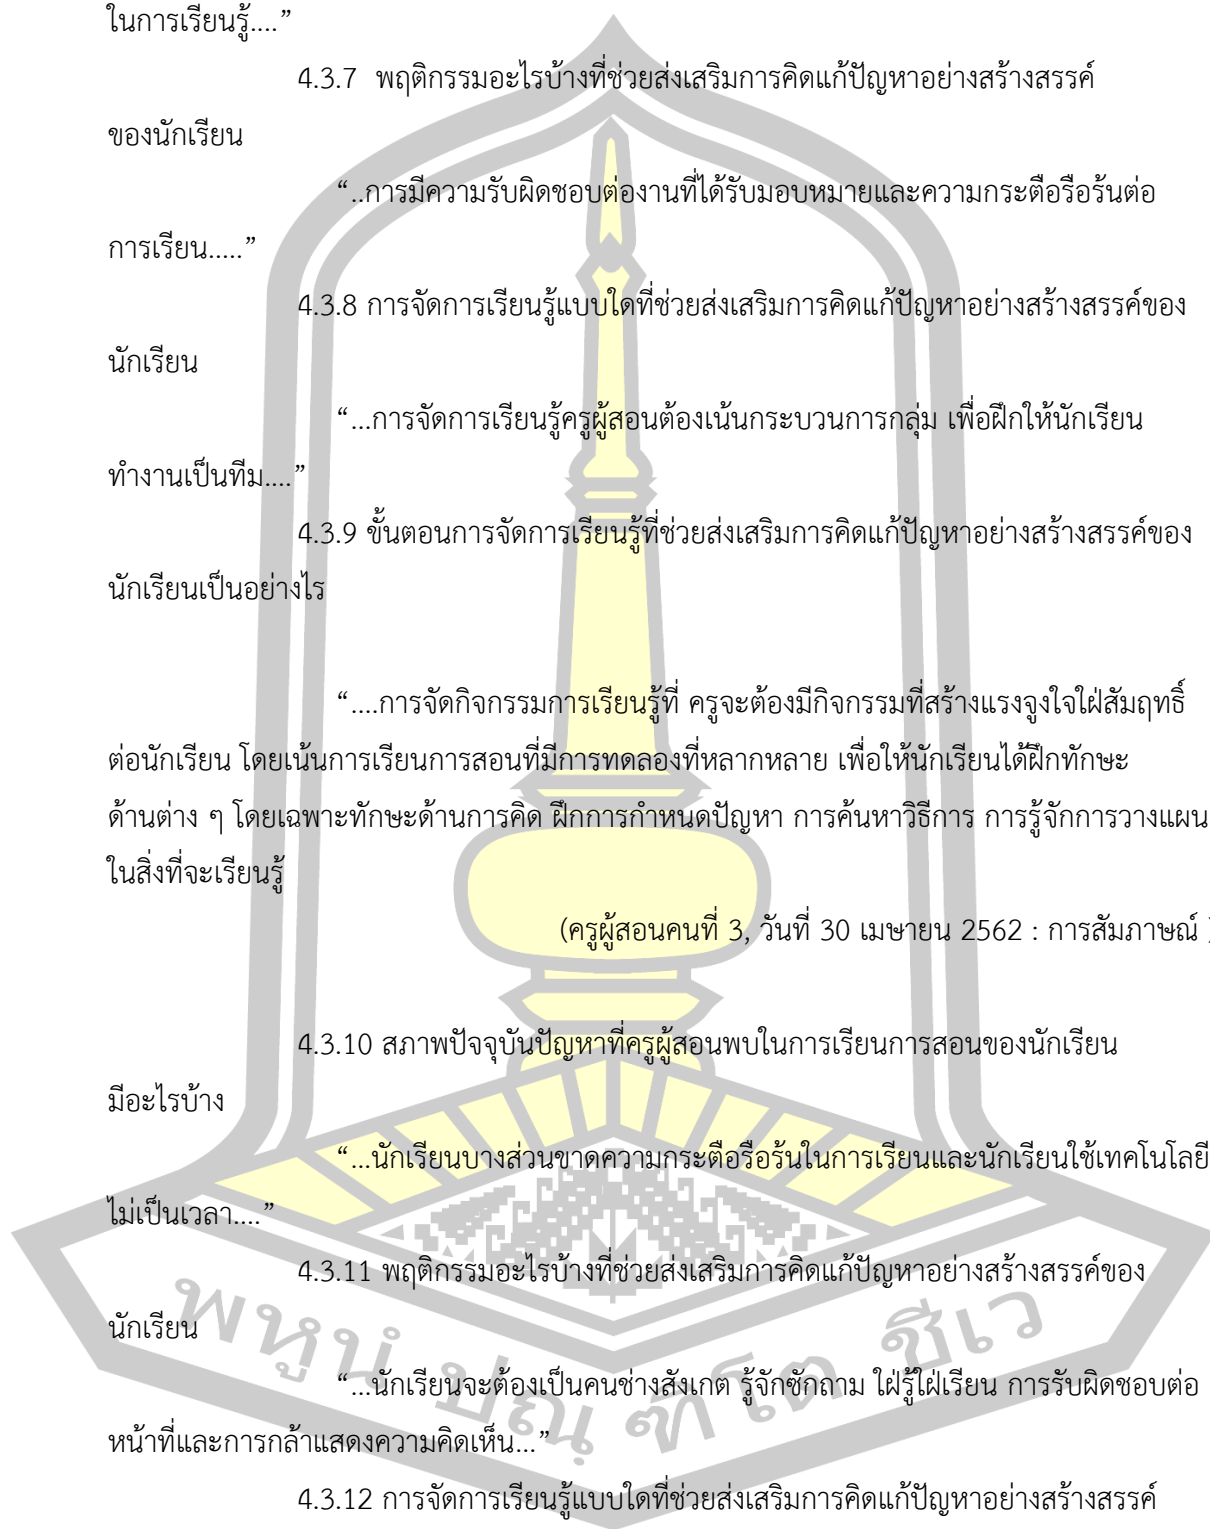 ในการเรียนรู้....”
4.3.7 พฤติกรรมอะไรบ้างที่ช่วยส่งเสริมการคิดแก้ปัญหาอย่างสร้างสรรค์
ของนักเรียน
“..การมีความรับผิดชอบต่องานที่ได้รับมอบหมายและความกระตือรือร้นต่อ
การเรียน.....”
4.3.8 การจัดการเรียนรู้แบบใดที่ช่วยส่งเสริมการคิดแก้ปัญหาอย่างสร้างสรรค์ของ
นักเรียน
“...การจัดการเรียนรู้ครูผู้สอนต้องเน้นกระบวนการกลุ่ม เพื่อฝึกให้นักเรียน
ทำงานเป็นทีม....”
4.3.9 ขั้นตอนการจัดการเรียนรู้ที่ช่วยส่งเสริมการคิดแก้ปัญหาอย่างสร้างสรรค์ของ
นักเรียนเป็นอย่างไร
“....การจัดกิจกรรมการเรียนรู้ที่ ครูจะต้องมีกิจกรรมที่สร้างแรงจูงใจใฝ่สัมฤทธิ์
ต่อนักเรียน โดยเน้นการเรียนการสอนที่มีการทดลองที่หลากหลาย เพื่อให้นักเรียนได้ฝึกทักษะ
ด้านต่าง ๆ โดยเฉพาะทักษะด้านการคิด ฝึกการกำหนดปัญหา การค้นหาวิธีการ การรู้จักการวางแผน
ในสิ่งที่จะเรียนรู้
(ครูผู้สอนคนที่ 3, วันที่ 30 เมษายน 2562 : การสัมภาษณ์ )
4.3.10 สภาพปัจจุบันปัญหาที่ครูผู้สอนพบในการเรียนการสอนของนักเรียน
มีอะไรบ้าง
“...นักเรียนบางส่วนขาดความกระตือรือร้นในการเรียนและนักเรียนใช้เทคโนโลยี
ไม่เป็นเวลา....”
4.3.11 พฤติกรรมอะไรบ้างที่ช่วยส่งเสริมการคิดแก้ปัญหาอย่างสร้างสรรค์ของ
นักเรียน
“...นักเรียนจะต้องเป็นคนช่างสังเกต รู้จักซักถาม ใฝ่รู้ใฝ่เรียน การรับผิดชอบต่อ
หน้าที่และการกล้าแสดงความคิดเห็น...”
4.3.12 การจัดการเรียนรู้แบบใดที่ช่วยส่งเสริมการคิดแก้ปัญหาอย่างสร้างสรรค์
พหูนํ ปณฺฑิโต ชีเว